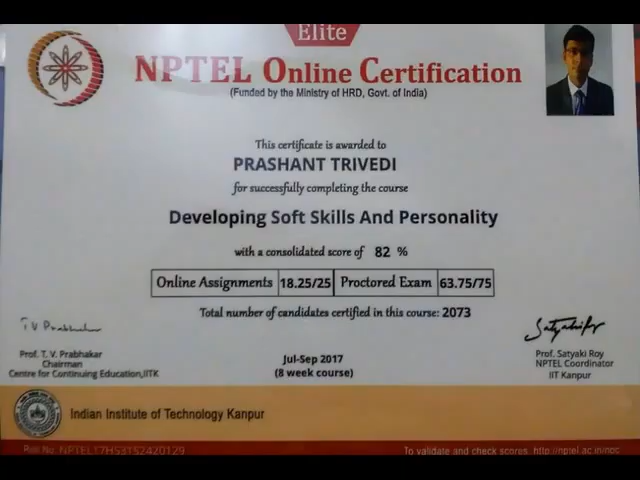 Elite
NPTEL Online Certification
(Funded by the Ministry of HRD, Govt. of India)
This certificate is awarded to
PRASHANT TRIVEDI
for successfully completing the course
Developing Soft Skills And Personality
with a consolidated score of 82 %
Online Assignments 18.25/25 Proctored Exam 63.75/75
Total number of candidates certified in this course: 2073
T V Prabhakar
Prof. T. V. Prabhakar
Chairman
Centre for Continuing Education,IITK
Jul-Sep 2017
(8 week course)
Prof. Satyaki Roy
NPTEL Coordinator
IIT Kanpur
Indian Institute of Technology Kanpur
Roll No: NPTEL17HS31S2420129
To validate and check scores: http://nptel.ac.in/noc